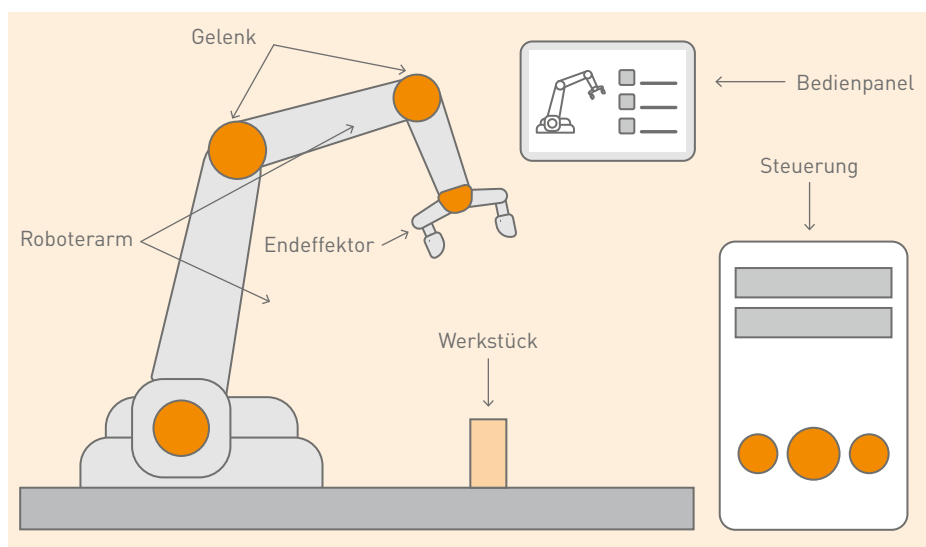 Gelenk
Bedienpanel
Steuerung
Roboterarm
Endeffektor
Werkstück